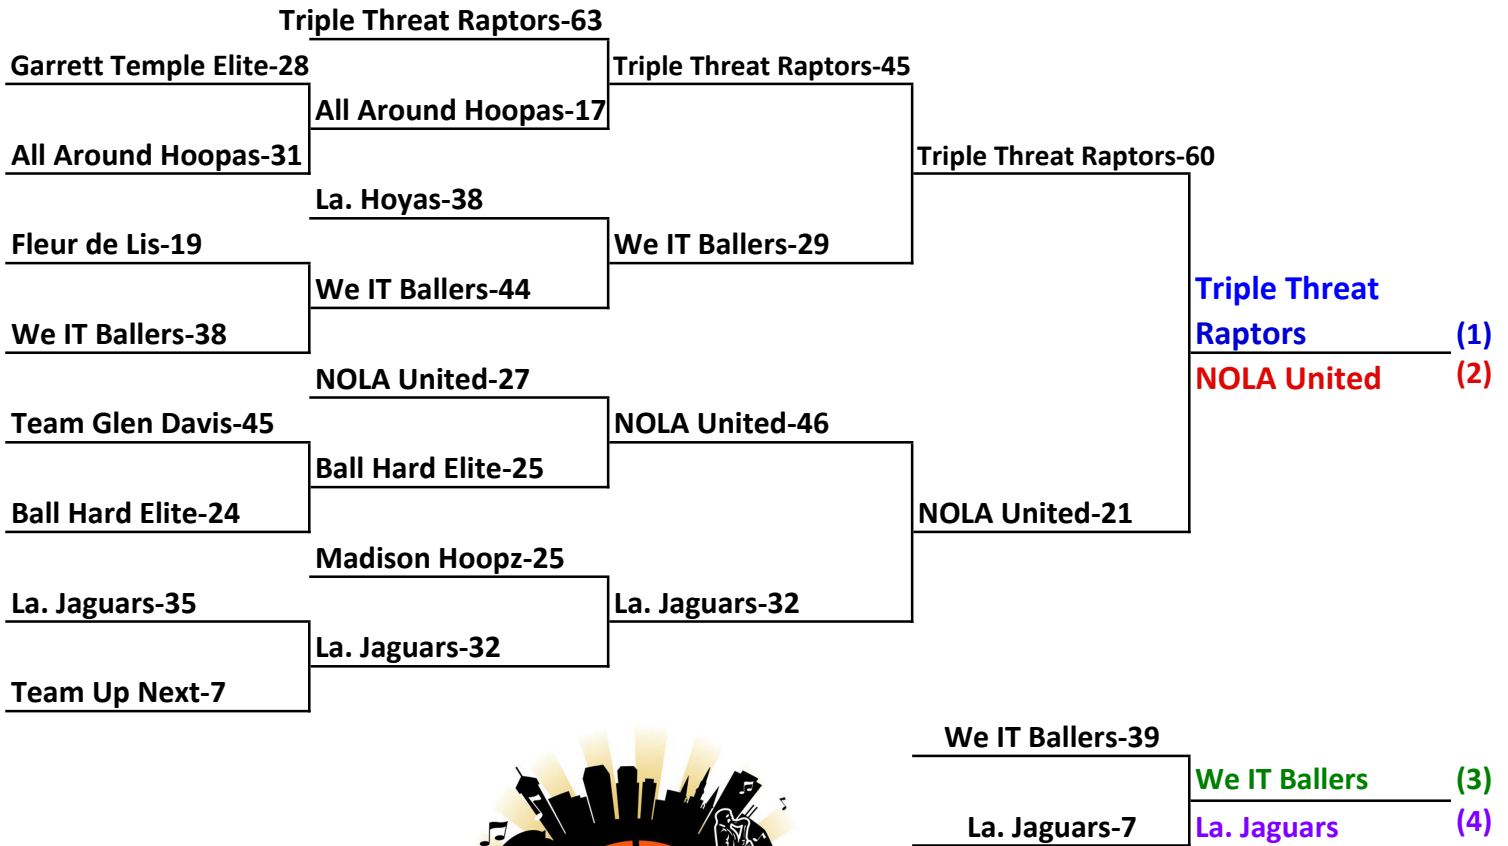 Triple Threat Raptors-63
Garrett Temple Elite-28
Triple Threat Raptors-45
All Around Hoopas-17
All Around Hoopas-31
Triple Threat Raptors-60
La. Hoyas-38
Fleur de Lis-19
We IT Ballers-29
We IT Ballers-44
Triple Threat
We IT Ballers-38
Raptors (1)
NOLA United-27
NOLA United (2)
Team Glen Davis-45
NOLA United-46
Ball Hard Elite-25
Ball Hard Elite-24
NOLA United-21
Madison Hoopz-25
La. Jaguars-35
La. Jaguars-32
La. Jaguars-32
Team Up Next-7
We IT Ballers-39
We IT Ballers (3)
La. Jaguars-7
La. Jaguars (4)